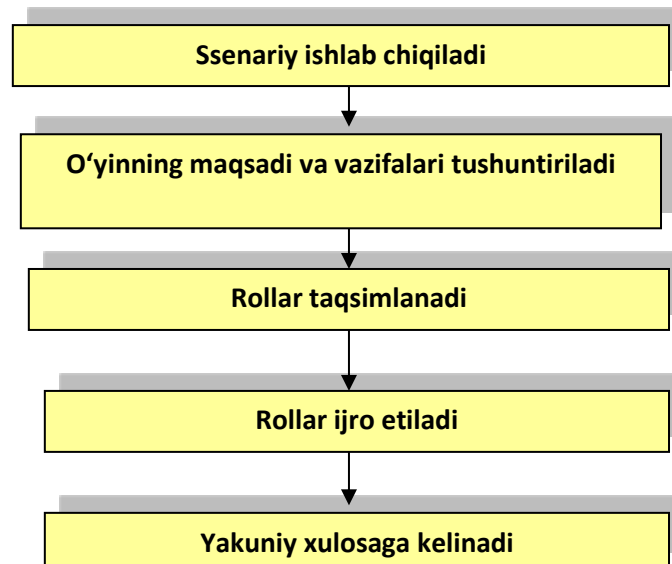 Ssenariy ishlab chiqiladi
O‘yinning maqsadi va vazifalari tushuntiriladi
Rollar taqsimlanadi
Rollar ijro etiladi
Yakuniy xulosaga kelinadi